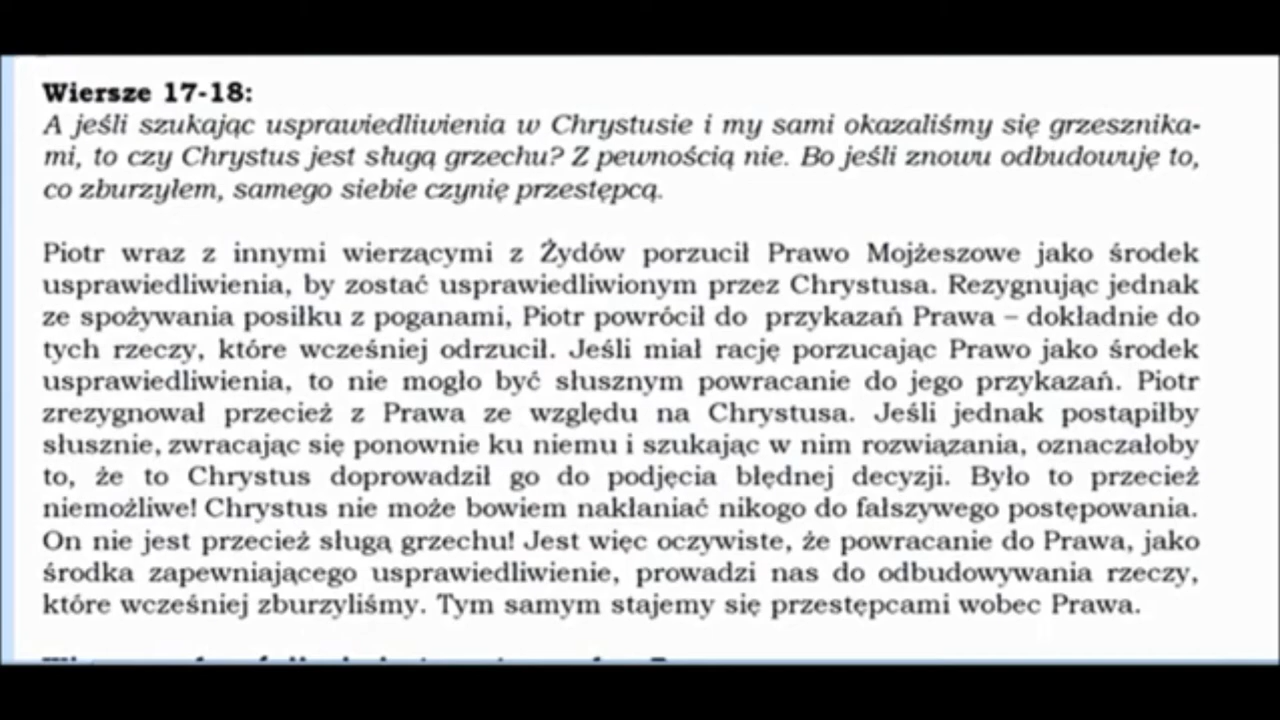 Wiersze 17-18:
A jeśli szukając usprawiedliwienia w Chrystusie i my sami okazaliśmy się grzesznika-
mi, to czy Chrystus jest sługą grzechu? Z pewnością nie. Bo jeśli znowu odbudowuję to,
co zburzyłem, samego siebie czynię przestępcą.
Piotr wraz z innymi wierzącymi z Żydów porzucił Prawo Mojżeszowe jako środek
usprawiedliwienia, by zostać usprawiedliwionym przez Chrystusa. Rezygnując jednak
ze spożywania posiłku z poganami, Piotr powrócił do przykazań Prawa – dokładnie do
tych rzeczy, które wcześniej odrzucił. Jeśli miał rację porzucając Prawo jako środek
usprawiedliwienia, to nie mogło być słusznym powracanie do jego przykazań. Piotr
zrezygnował przecież z Prawa ze względu na Chrystusa. Jeśli jednak postąpiłby
słusznie, zwracając się ponownie ku niemu i szukając w nim rozwiązania, oznaczałoby
to, że to Chrystus doprowadził go do podjęcia błędnej decyzji. Było to przecież
niemożliwe! Chrystus nie może bowiem nakłaniać nikogo do fałszywego postępowania.
On nie jest przecież sługą grzechu! Jest więc oczywiste, że powracanie do Prawa, jako
środka zapewniającego usprawiedliwienie, prowadzi nas do odbudowywania rzeczy,
które wcześniej zburzyliśmy. Tym samym stajemy się przestępcami wobec Prawa.